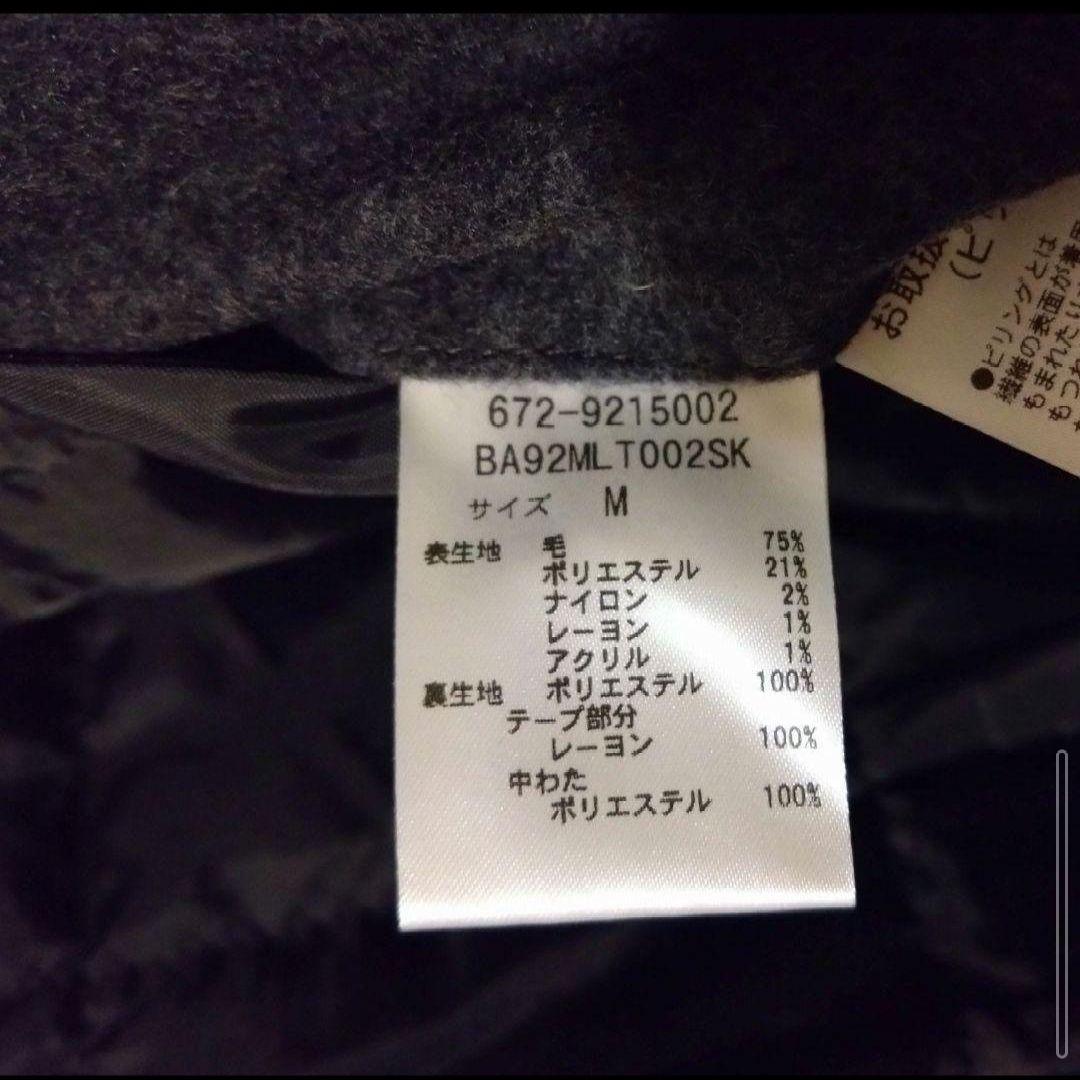 672-9215002
BA92MLT002SK
サイズ M
表生地 毛 75%
ポリエステル 21%
ナイロン 2%
レーヨン 1%
アクリル 1%
裏生地 ポリエステル 100%
テープ部分
レーヨン 100%
中わた
ポリエステル 100%
お取扱
(ピ
●ピリングとは
繊維の表面が摩
もまれたり
もつれ